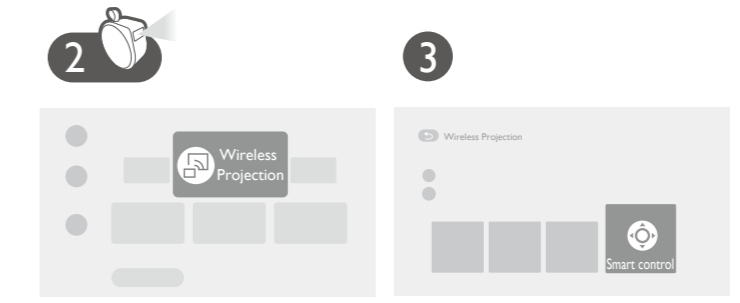 2
3
Wireless
Projection
Wireless Projection
Smart control